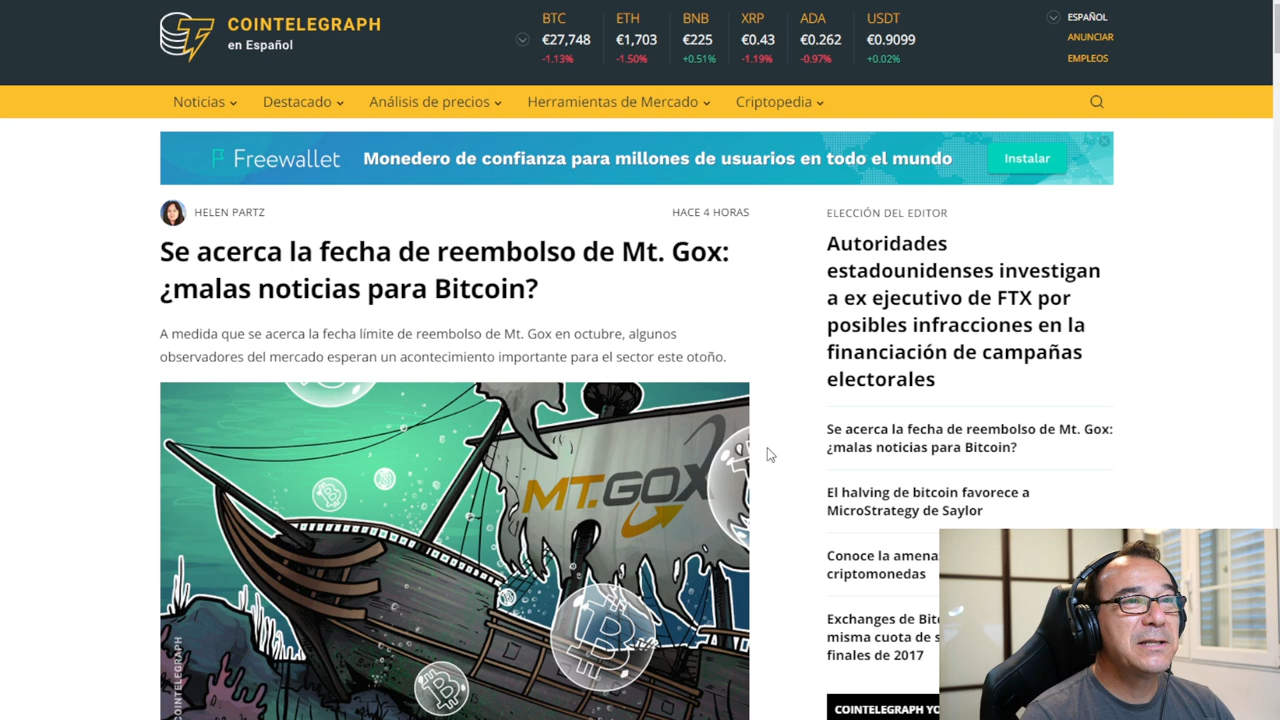 COINTELEGRAPH
en Español
BTC ETH BNB XRP ADA USDT
€27,748 €1,703 €225 €0.43 €0.262 €0.9099
-1.13% -1.50% +0.51% -1.19% -0.97% +0.02%
ESPAÑOL
ANUNCIAR
EMPLEOS
Noticias Destacado Análisis de precios Herramientas de Mercado Criptopedia
Freewallet Monedero de confianza para millones de usuarios en todo el mundo Instalar
HELEN PARTZ HACE 4 HORAS
Se acerca la fecha de reembolso de Mt. Gox:
¿malas noticias para Bitcoin?
A medida que se acerca la fecha límite de reembolso de Mt. Gox en octubre, algunos
observadores del mercado esperan un acontecimiento importante para el sector este otoño.
MT.GOX
COINTELEGRAPH
ELECCIÓN DEL EDITOR
Autoridades
estadounidenses investigan
a ex ejecutivo de FTX por
posibles infracciones en la
financiación de campañas
electorales
Se acerca la fecha de reembolso de Mt. Gox:
¿malas noticias para Bitcoin?
El halving de bitcoin favorece a
MicroStrategy de Saylor
Conoce la
criptomonedas
Exchanges de
misma cuota de
finales de 2017
COINTELEGRAPH